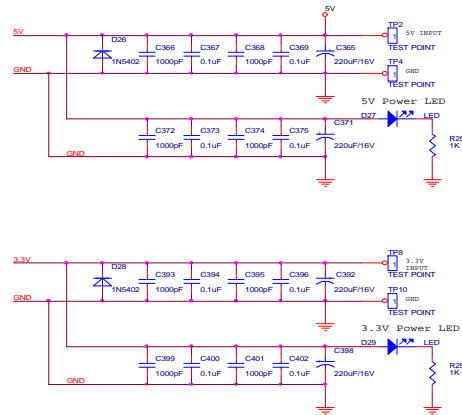 5V
5V
TP2
1
5V INPUT
TEST POINT
D26
1N5402
C366
1000pF
C367
0.1uF
C368
1000pF
C369
0.1uF
C365
220uF/16V
GND
TP4
1
GND
TEST POINT
5V Power LED
C372
1000pF
C373
0.1uF
C374
1000pF
C375
0.1uF
C371
220uF/16V
D27
LED
1K
GND
3.3V
TP8
1
3.3V
INPUT
TEST POINT
D28
1N5402
C393
1000pF
C394
0.1uF
C395
1000pF
C396
0.1uF
C392
220uF/16V
GND
TP10
1
GND
TEST POINT
3.3V Power LED
C399
1000pF
C400
0.1uF
C401
1000pF
C402
0.1uF
C398
220uF/16V
D29
LED
1K
GND